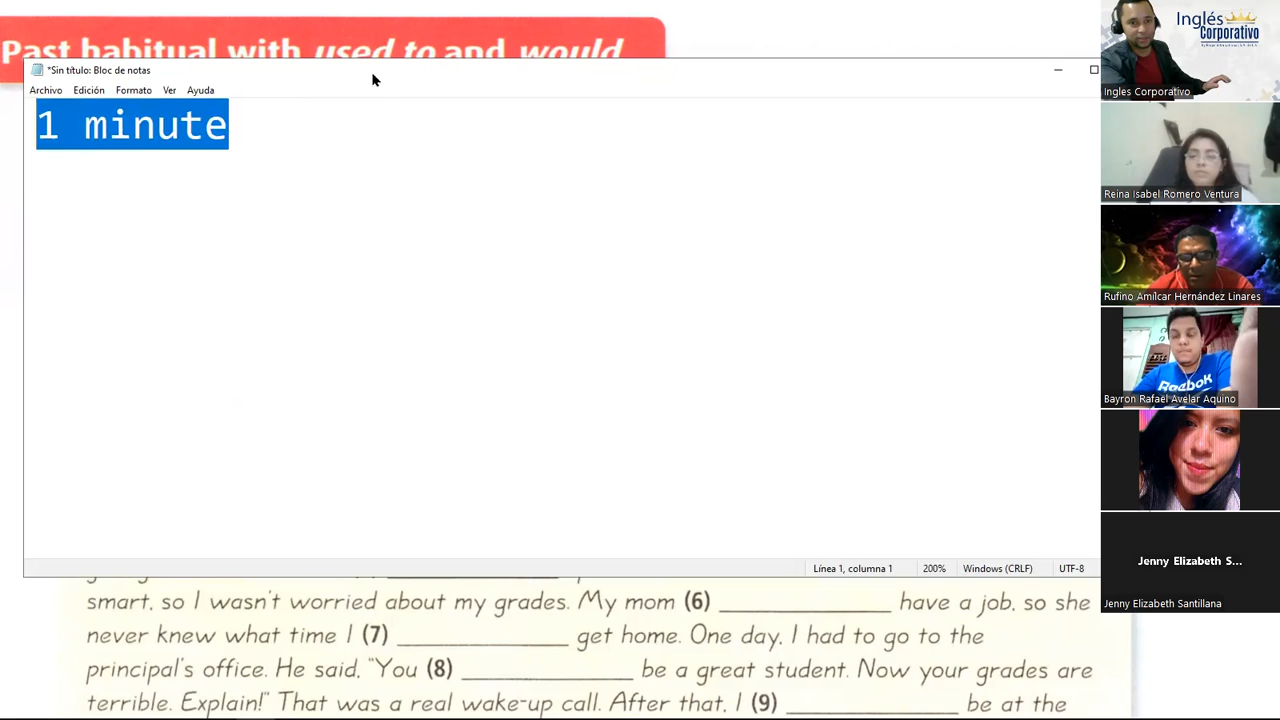 Past habitual with used to and would
*Sin título: Bloc de notas
Archivo Edición Formato Ver Ayuda
1 minute
Línea 1, columna 1 200% Windows (CRLF) UTF-8
smart, so I wasn't worried about my grades. My mom (6) ____________ have a job, so she
never knew what time I (7) ____________ get home. One day, I had to go to the
principal's office. He said, "You (8) ____________ be a great student. Now your grades are
terrible. Explain!" That was a real wake-up call. After that, I (9) ____________ be at the
Inglés
Corporativo
Ingles Corporativo
Reina Isabel Romero Ventura
Rufino Amílcar Hernández Linares
Reebok
Bayron Rafael Avelar Aquino
Jenny Elizabeth S...
Jenny Elizabeth Santillana